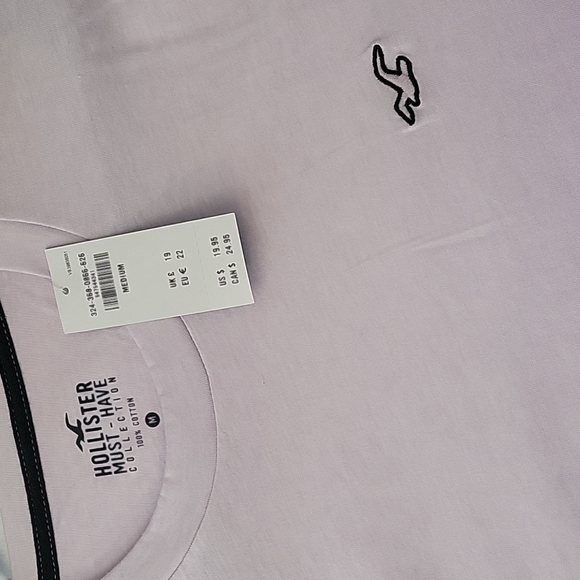 324-368-0866-626
MEDIUM
UK £ 19
EU € 22
US $ 19.95
CAN $ 24.95
HOLLISTER
MUST-HAVE
COLLECTION
100% COTTON
M